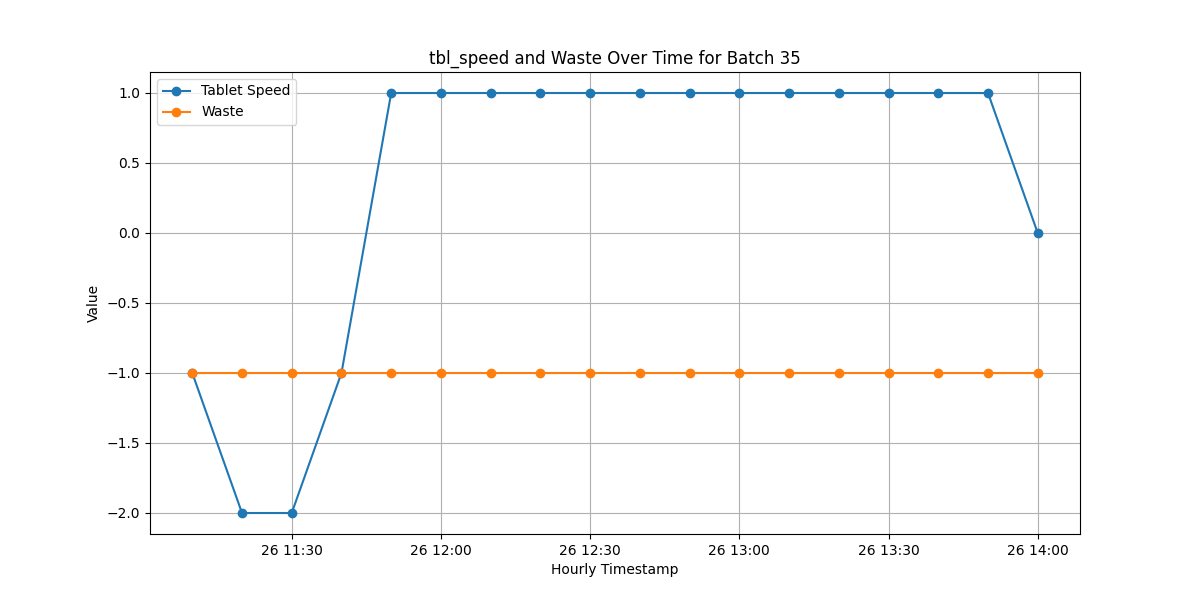 tbl_speed and Waste Over Time for Batch 35
Tablet Speed
Waste
1.0
0.5
0.0
−0.5
−1.0
−1.5
−2.0
Value
26 11:30 26 12:00 26 12:30 26 13:00 26 13:30 26 14:00
Hourly Timestamp